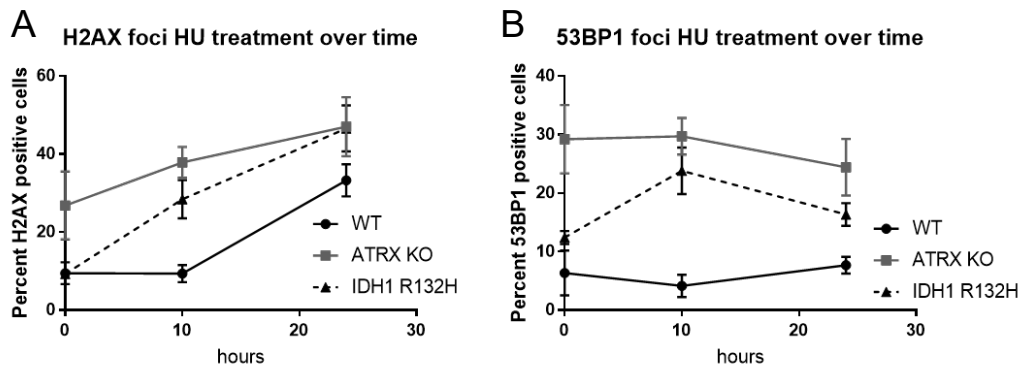 A
H2AX foci HU treatment over time
Percent H2AX positive cells
60
40
20
0
0 10 20 30
hours
WT
ATRX KO
IDH1 R132H
B
53BP1 foci HU treatment over time
Percent 53BP1 positive cells
40
30
20
10
0
0 10 20 30
hours
WT
ATRX KO
IDH1 R132H